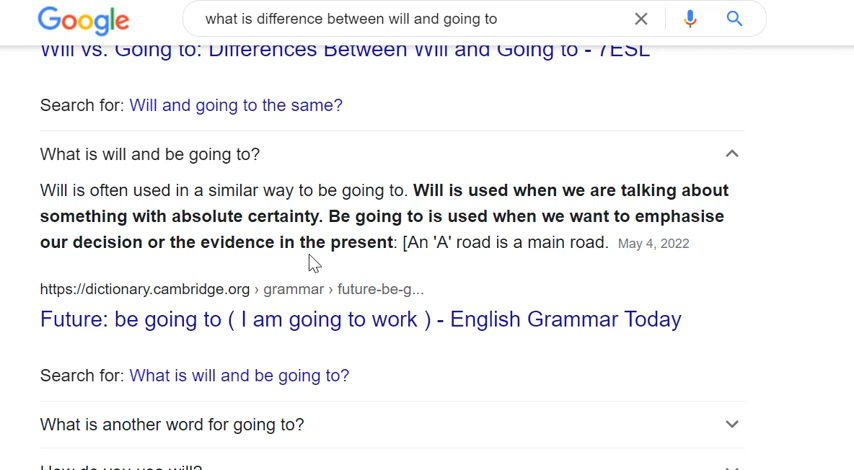 Google
what is difference between will and going to
Will vs. Going to: Differences Between Will and Going to - 7ESL
Search for: Will and going to the same?
What is will and be going to?
Will is often used in a similar way to be going to. Will is used when we are talking about
something with absolute certainty. Be going to is used when we want to emphasise
our decision or the evidence in the present: [An 'A' road is a main road. May 4, 2022
https://dictionary.cambridge.org › grammar › future-be-g...
Future: be going to ( I am going to work ) - English Grammar Today
Search for: What is will and be going to?
What is another word for going to?
How do you use will?